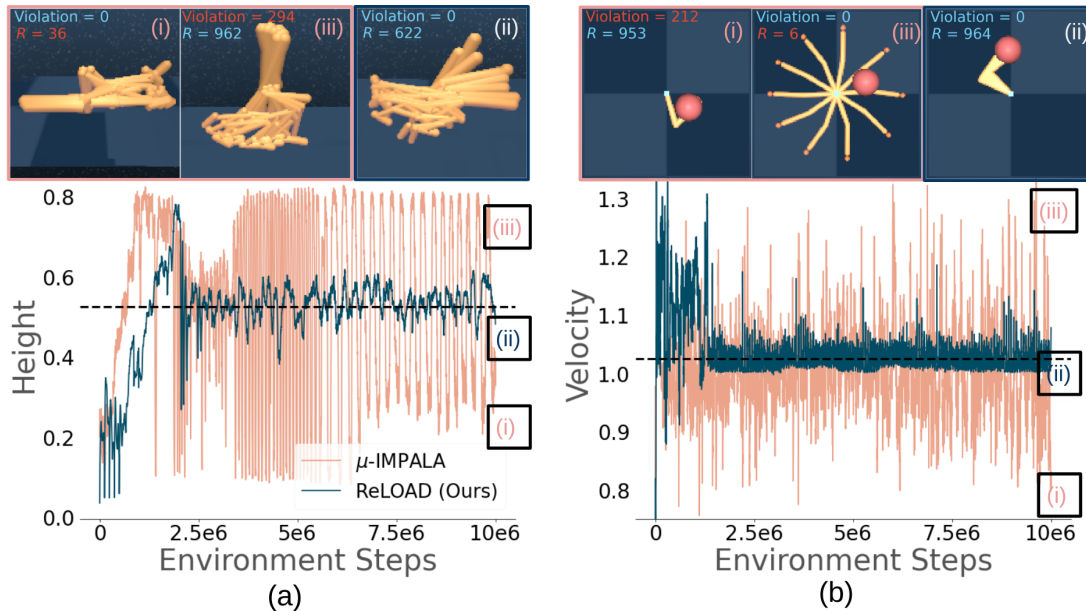 Violation = 0
R = 36
(i)
Violation = 294
R = 962
(iii)
Violation = 0
R = 622
(ii)
Height
0.8
0.6
0.4
0.2
0.0
(iii)
(ii)
(i)
μ-IMPALA
ReLOAD (Ours)
0
2.5e6
5e6
7.5e6
10e6
Environment Steps
(a)
Violation = 212
R = 953
(i)
Violation = 0
R = 6
(iii)
Violation = 0
R = 964
(ii)
Velocity
1.3
1.2
1.1
1.0
0.9
0.8
(iii)
(ii)
(i)
0
2.5e6
5e6
7.5e6
10e6
Environment Steps
(b)